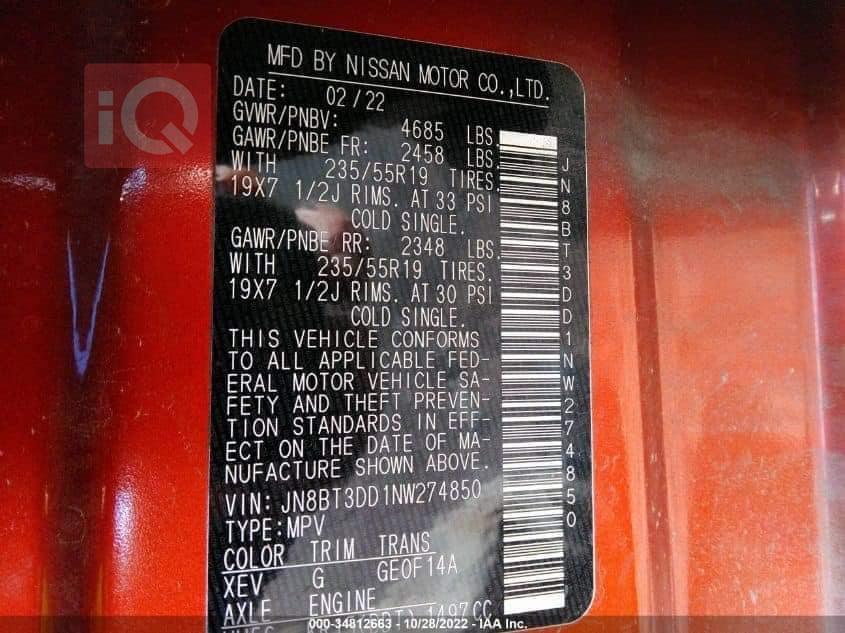 iQ
MFD BY NISSAN MOTOR CO.,LTD.
DATE: 02/22
GVWR/PNBV: 4685 LBS.
GAWR/PNBE FR: 2458 LBS.
WITH 235/55R19 TIRES.
19X7 1/2J RIMS. AT 33 PSI
COLD SINGLE.
GAWR/PNBE RR: 2348 LBS.
WITH 235/55R19 TIRES.
19X7 1/2J RIMS. AT 30 PSI
COLD SINGLE.
THIS VEHICLE CONFORMS
TO ALL APPLICABLE FED-
ERAL MOTOR VEHICLE SA-
FETY AND THEFT PREVEN-
TION STANDARDS IN EFF-
ECT ON THE DATE OF MA-
NUFACTURE SHOWN ABOVE.
VIN: JN8BT3DD1NW274850
TYPE:MPV
COLOR TRIM TRANS
XEV G GE0F14A
AXLE ENGINE
1497CC
JN8BT3DD1NW274850
000-34812663 - 10/28/2022 - IAA Inc.